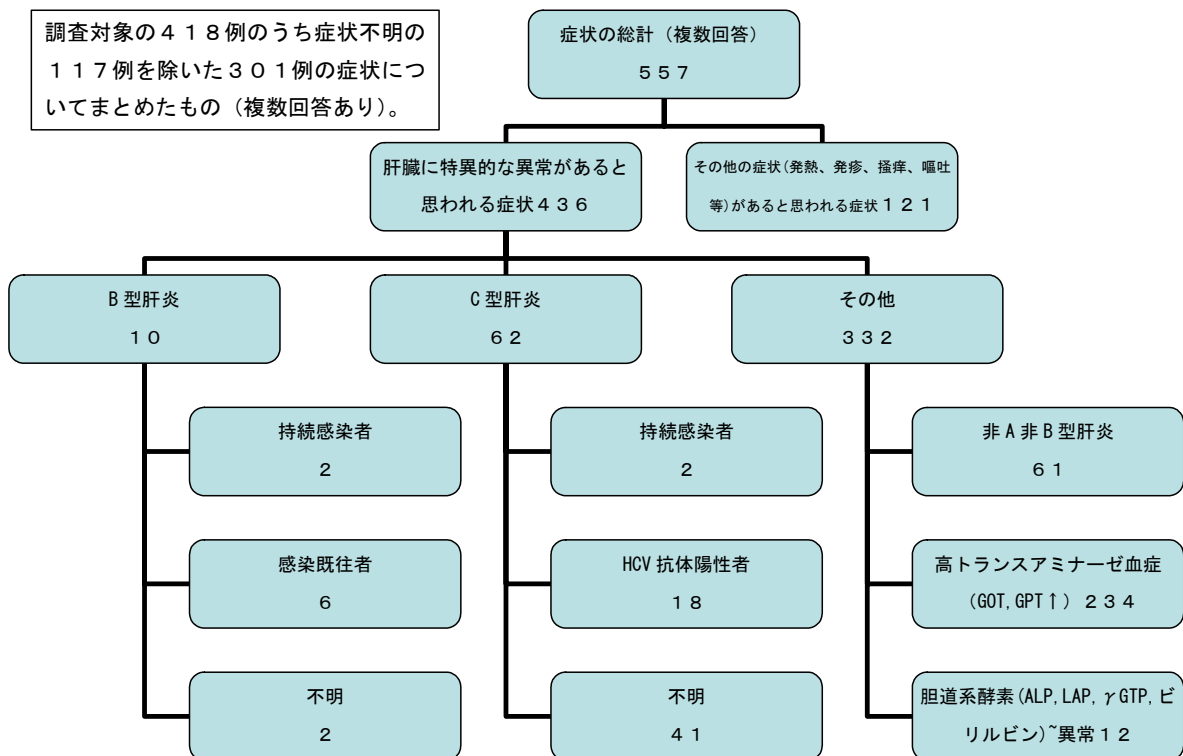 調査対象の418例のうち症状不明の
117例を除いた301例の症状につ
いてまとめたもの（複数回答あり）。
症状の総計（複数回答）
557
肝臓に特異的な異常があると
思われる症状436
その他の症状(発熱、発疹、掻痒、嘔吐
等)があると思われる症状121
B型肝炎
10
C型肝炎
62
その他
332
持続感染者
2
持続感染者
2
非A非B型肝炎
61
感染既往者
6
HCV抗体陽性者
18
高トランスアミナーゼ血症
(GOT,GPT↑) 234
不明
2
不明
41
胆道系酵素(ALP,LAP,γGTP,ビ
リルビン)~異常12